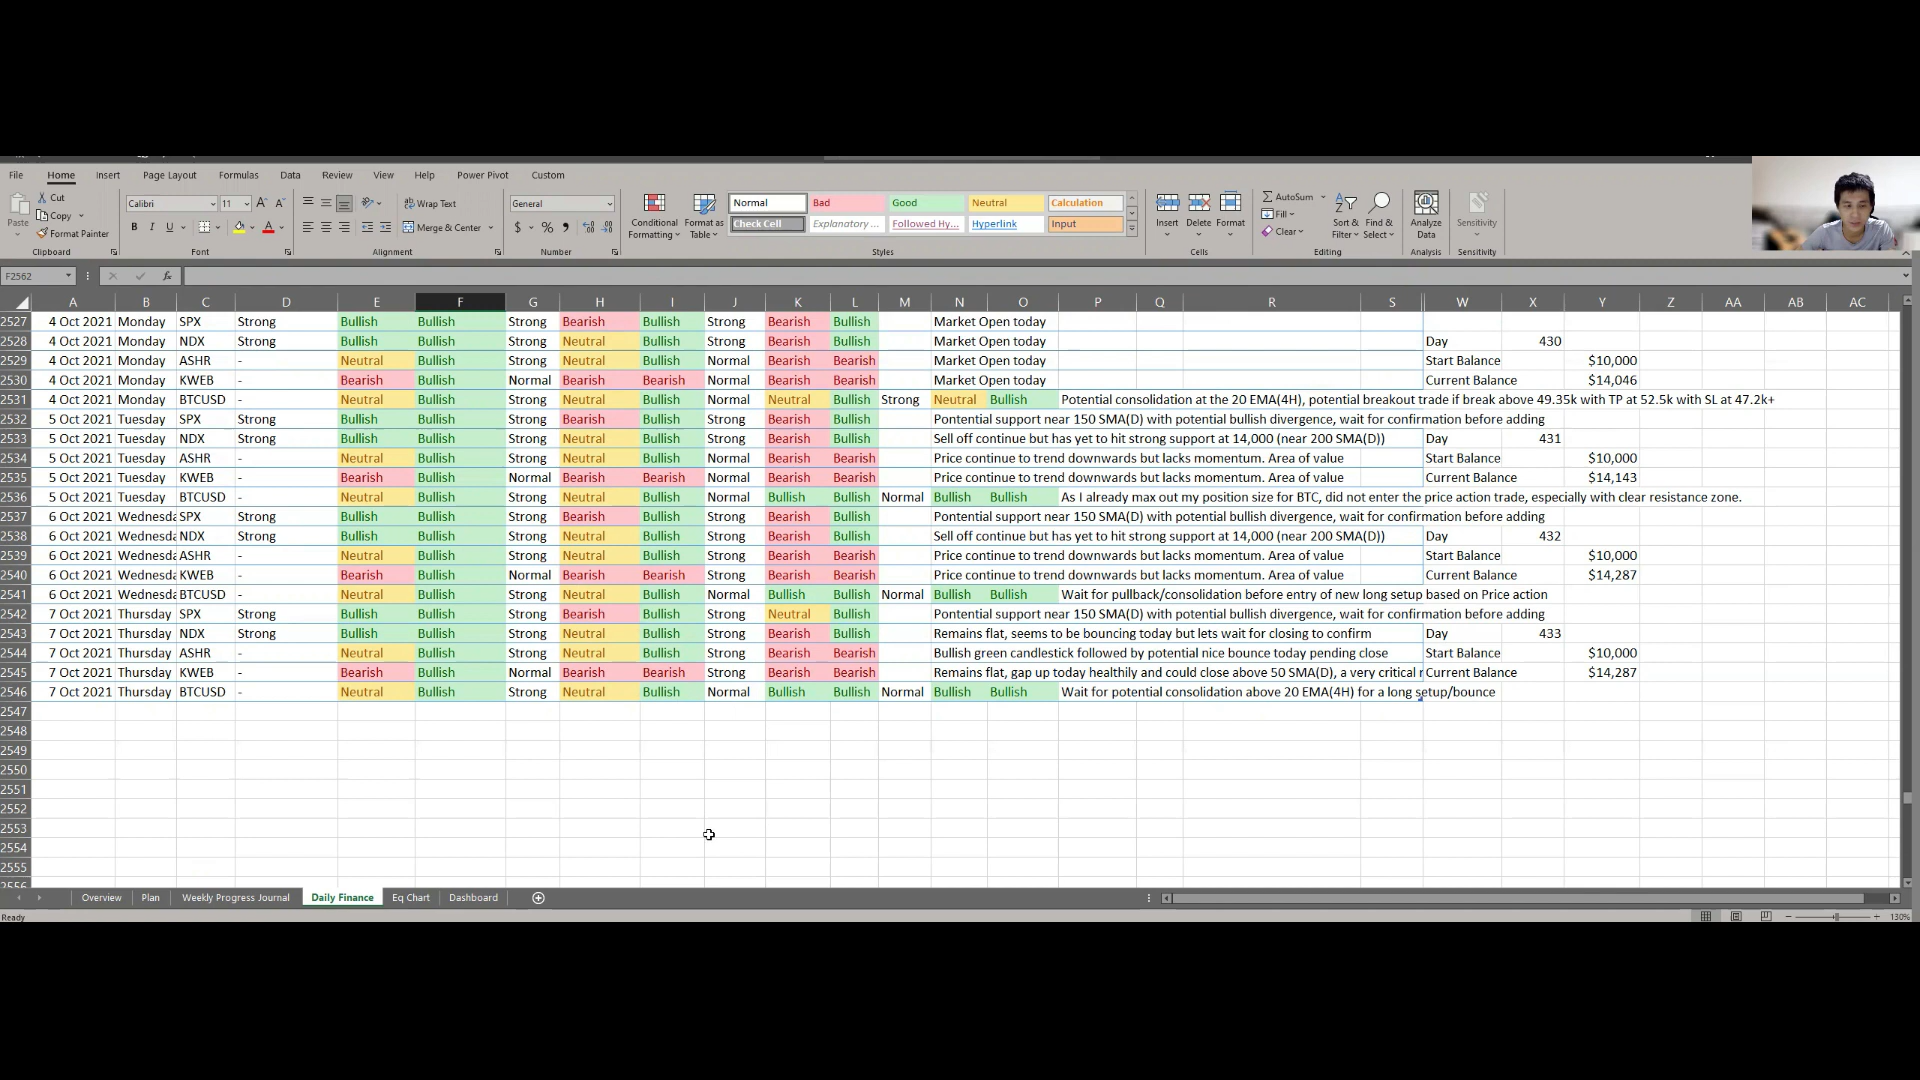 File Home Insert Page Layout Formulas Data Review View Help Power Pivot Custom
Cut Calibri 11 Wrap Text General Normal Bad Good Neutral Calculation AutoSum
Paste Copy Format Painter Merge & Center Conditional Formatting Format as Table Check Cell Explanatory ... Followed Hy... Hyperlink Input Insert Delete Format Fill Clear Sort & Filter Find & Select Analyze Data Sensitivity
Clipboard Font Alignment Number Styles Cells Editing Analysis Sensitivity
F2562
A B C D E F G H I J K L M N O P Q R S W X Y Z AA AB AC
2527 4 Oct 2021 Monday SPX Strong Bullish Bullish Strong Bearish Bullish Strong Bearish Bullish Market Open today
2528 4 Oct 2021 Monday NDX Strong Bullish Bullish Strong Neutral Bullish Strong Bearish Bullish Market Open today Day 430
2529 4 Oct 2021 Monday ASHR - Neutral Bullish Strong Neutral Bullish Normal Bearish Bearish Market Open today Start Balance $10,000
2530 4 Oct 2021 Monday KWEB - Bearish Bullish Normal Bearish Bearish Normal Bearish Bearish Market Open today Current Balance $14,046
2531 4 Oct 2021 Monday BTCUSD - Neutral Bullish Strong Neutral Bullish Normal Neutral Bullish Strong Neutral Bullish Potential consolidation at the 20 EMA(4H), potential breakout trade if break above 49.35k with TP at 52.5k with SL at 47.2k+
2532 5 Oct 2021 Tuesday SPX Strong Bullish Bullish Strong Bearish Bullish Strong Bearish Bullish Pontential support near 150 SMA(D) with potential bullish divergence, wait for confirmation before adding
2533 5 Oct 2021 Tuesday NDX Strong Bullish Bullish Strong Neutral Bullish Strong Bearish Bullish Sell off continue but has yet to hit strong support at 14,000 (near 200 SMA(D)) Day 431
2534 5 Oct 2021 Tuesday ASHR - Neutral Bullish Strong Neutral Bullish Normal Bearish Bearish Price continue to trend downwards but lacks momentum. Area of value Start Balance $10,000
2535 5 Oct 2021 Tuesday KWEB - Bearish Bullish Normal Bearish Bearish Normal Bearish Bearish Price continue to trend downwards but lacks momentum. Area of value Current Balance $14,143
2536 5 Oct 2021 Tuesday BTCUSD - Neutral Bullish Strong Neutral Bullish Normal Bullish Bullish Normal Bullish Bullish As I already max out my position size for BTC, did not enter the price action trade, especially with clear resistance zone.
2537 6 Oct 2021 Wednesda SPX Strong Bullish Bullish Strong Bearish Bullish Strong Bearish Bullish Pontential support near 150 SMA(D) with potential bullish divergence, wait for confirmation before adding
2538 6 Oct 2021 Wednesda NDX Strong Bullish Bullish Strong Neutral Bullish Strong Bearish Bullish Sell off continue but has yet to hit strong support at 14,000 (near 200 SMA(D)) Day 432
2539 6 Oct 2021 Wednesda ASHR - Neutral Bullish Strong Neutral Bullish Strong Bearish Bearish Price continue to trend downwards but lacks momentum. Area of value Start Balance $10,000
2540 6 Oct 2021 Wednesda KWEB - Bearish Bullish Normal Bearish Bearish Strong Bearish Bearish Price continue to trend downwards but lacks momentum. Area of value Current Balance $14,287
2541 6 Oct 2021 Wednesda BTCUSD - Neutral Bullish Strong Neutral Bullish Normal Bullish Bullish Normal Bullish Bullish Wait for pullback/consolidation before entry of new long setup based on Price action
2542 7 Oct 2021 Thursday SPX Strong Bullish Bullish Strong Bearish Bullish Strong Neutral Bullish Pontential support near 150 SMA(D) with potential bullish divergence, wait for confirmation before adding
2543 7 Oct 2021 Thursday NDX Strong Bullish Bullish Strong Neutral Bullish Strong Bearish Bullish Remains flat, seems to be bouncing today but lets wait for closing to confirm Day 433
2544 7 Oct 2021 Thursday ASHR - Neutral Bullish Strong Neutral Bullish Strong Bearish Bearish Bullish green candlestick followed by potential nice bounce today pending close Start Balance $10,000
2545 7 Oct 2021 Thursday KWEB - Bearish Bullish Normal Bearish Bearish Strong Bearish Bearish Remains flat, gap up today healthily and could close above 50 SMA(D), a very critical r Current Balance $14,287
2546 7 Oct 2021 Thursday BTCUSD - Neutral Bullish Strong Neutral Bullish Normal Bullish Bullish Normal Bullish Bullish Wait for potential consolidation above 20 EMA(4H) for a long setup/bounce
2547
2548
2549
2550
2551
2552
2553
2554
2555
2556
Overview Plan Weekly Progress Journal Daily Finance Eq Chart Dashboard
Ready 130%